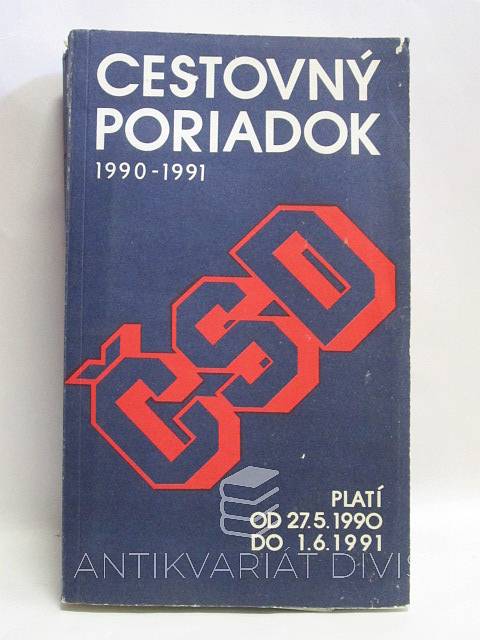 CESTOVNÝ
PORIADOK
1990-1991
ČSD
PLATÍ
OD 27.5.1990
DO 1.6.1991
ANTIKVARIÁT DIVIS